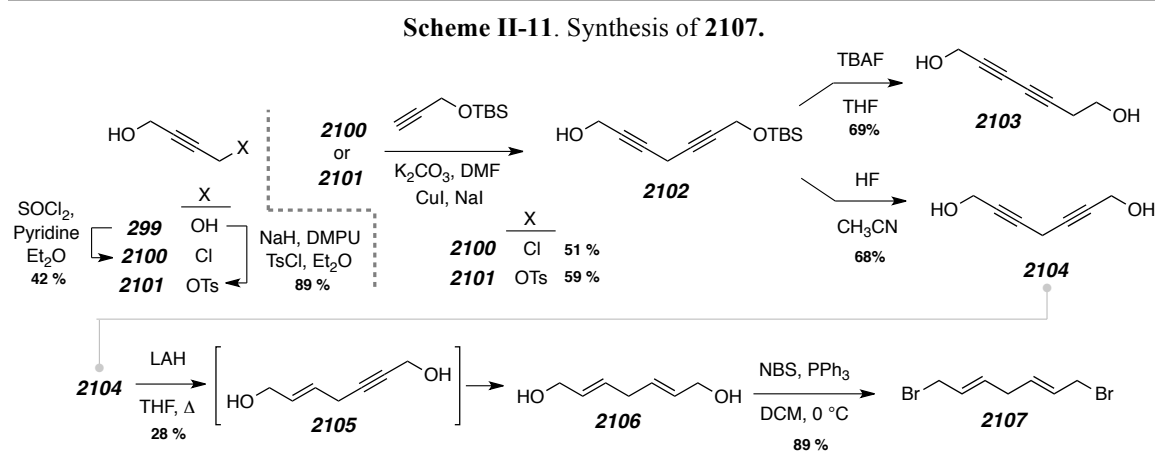 Scheme II-11. Synthesis of 2107.
HO
X
X
299 OH
2100 Cl
2101 OTs
SOCl2,
Pyridine
Et2O
42 %
NaH, DMPU
TsCl, Et2O
89 %
2100
or
2101
OTBS
K2CO3, DMF
CuI, NaI
X
2100 Cl 51 %
2101 OTs 59 %
HO
OTBS
2102
TBAF
THF
69%
HO
OH
2103
HF
CH3CN
68%
HO
OH
2104
2104
LAH
THF, Δ
28 %
HO
OH
2105
HO
OH
2106
NBS, PPh3
DCM, 0 °C
89 %
Br
Br
2107